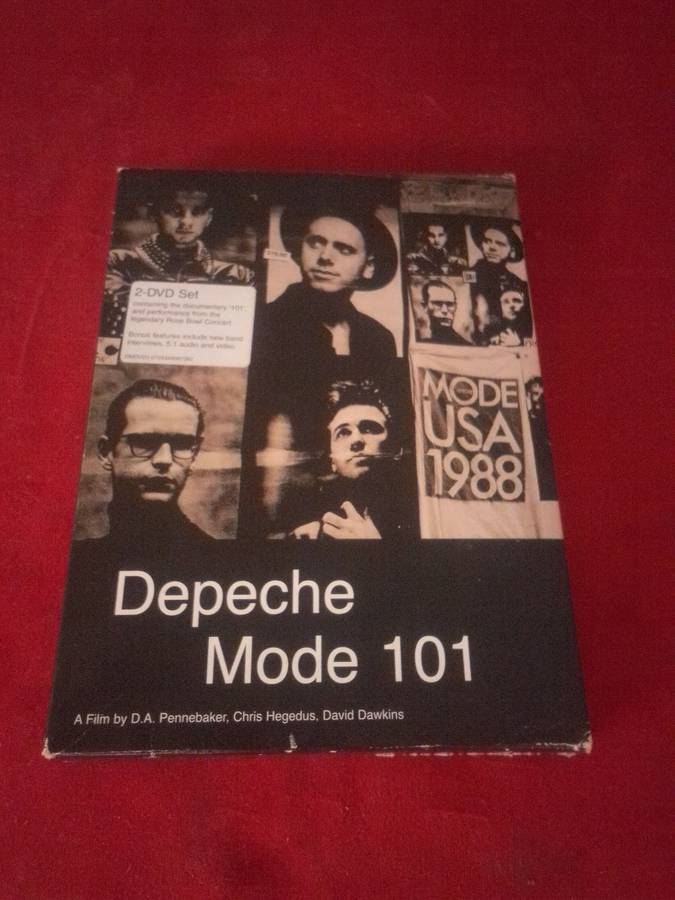 2-DVD Set
containing the documentary '101',
and performance from the
legendary Rose Bowl Concert
Bonus features include new band
interviews, 5.1 audio and video
MODE
USA
1988
Depeche
Mode 101
A Film by D.A. Pennebaker, Chris Hegedus, David Dawkins